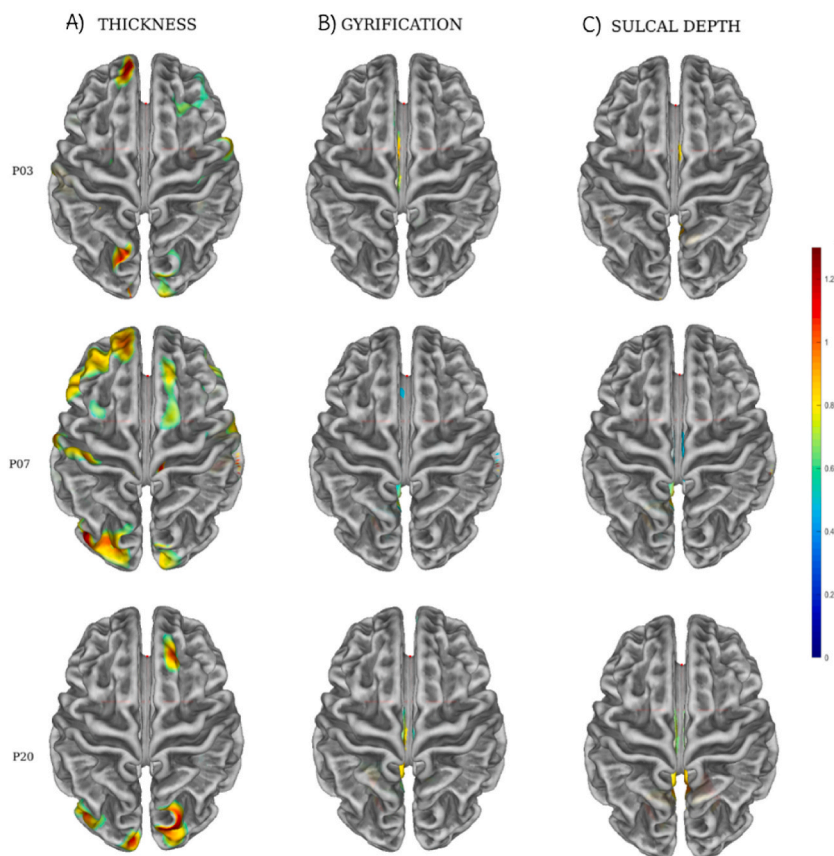 A) THICKNESS
B) GYRIFICATION
C) SULCAL DEPTH
P03
P07
P20
1.2
1
0.8
0.6
0.4
0.2
0